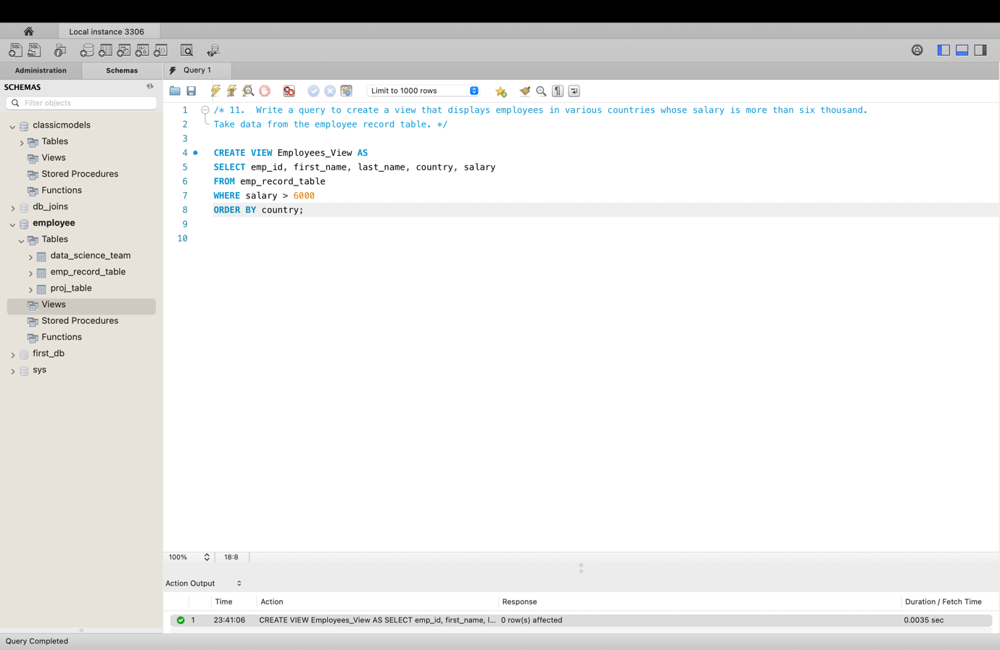 Local instance 3306
Administration
Schemas
Query 1
SCHEMAS
Filter objects
Limit to 1000 rows
classicmodels
Tables
Views
Stored Procedures
Functions
db_joins
employee
Tables
data_science_team
emp_record_table
proj_table
Views
Stored Procedures
Functions
first_db
sys
1 /* 11.  Write a query to create a view that displays employees in various countries whose salary is more than six thousand.
2 Take data from the employee record table. */
3
4 CREATE VIEW Employees_View AS
5 SELECT emp_id, first_name, last_name, country, salary
6 FROM emp_record_table
7 WHERE salary > 6000
8 ORDER BY country;
9
10
100% 18:8
Action Output
Time Action Response Duration / Fetch Time
1 23:41:06 CREATE VIEW Employees_View AS SELECT emp_id, first_name, l... 0 row(s) affected 0.0035 sec
Query Completed